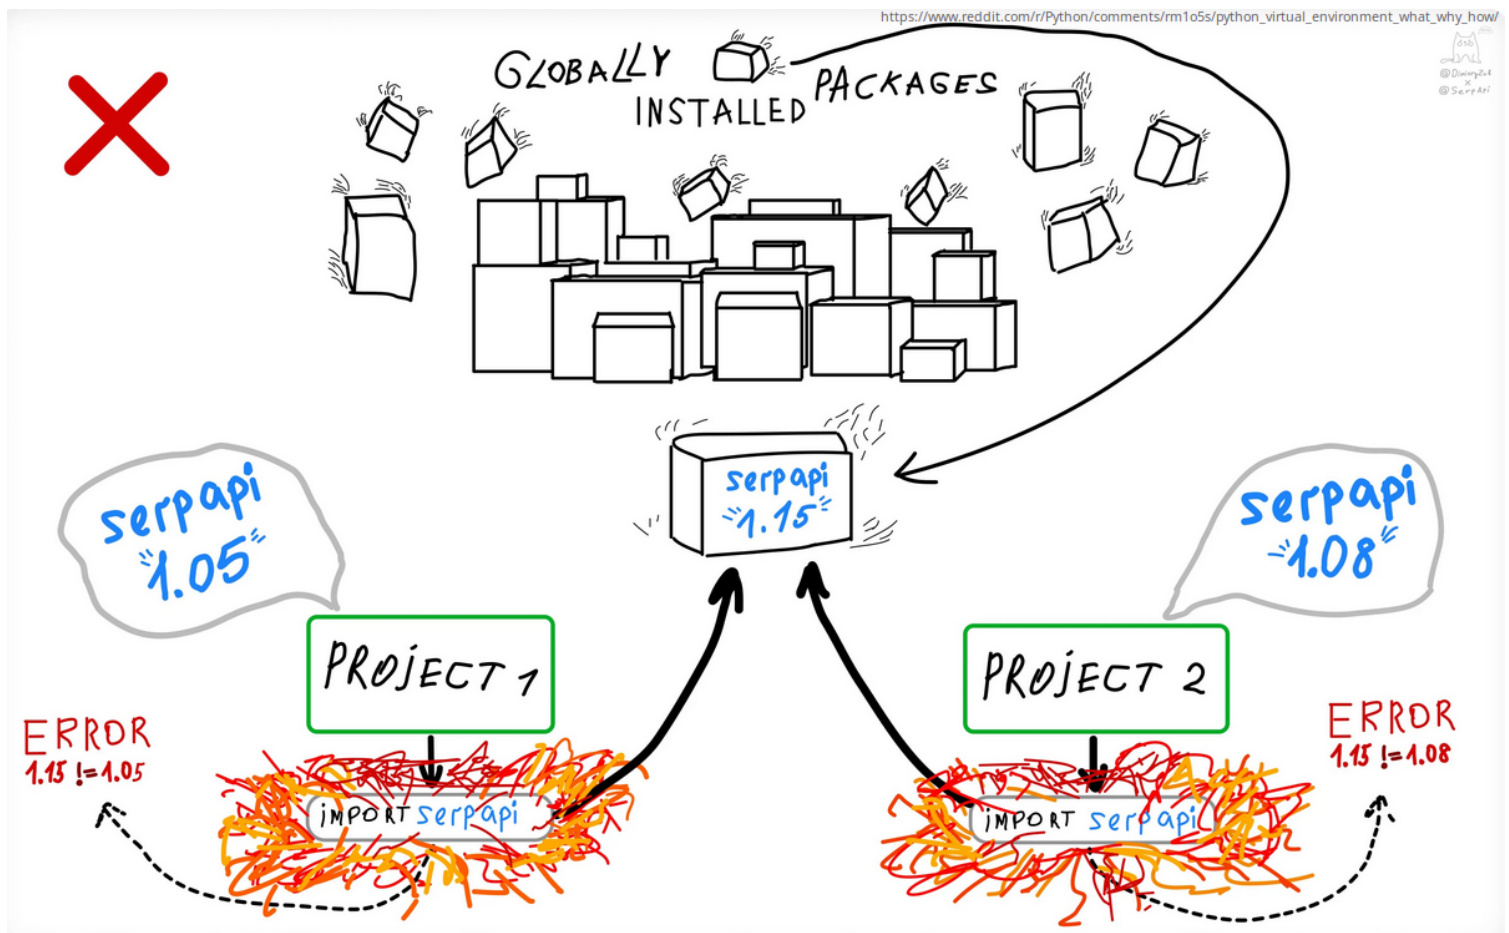 https://www.reddit.com/r/Python/comments/rm1o5s/python_virtual_environment_what_why_how/
GLOBALLY
INSTALLED
PACKAGES
@SerpApi
serpapi
1.15
serpapi
1.05
serpapi
1.08
PROJECT 1
PROJECT 2
ERROR
1.15 != 1.05
ERROR
1.15 != 1.08
iMPORT serpapi
iMPORT serpapi